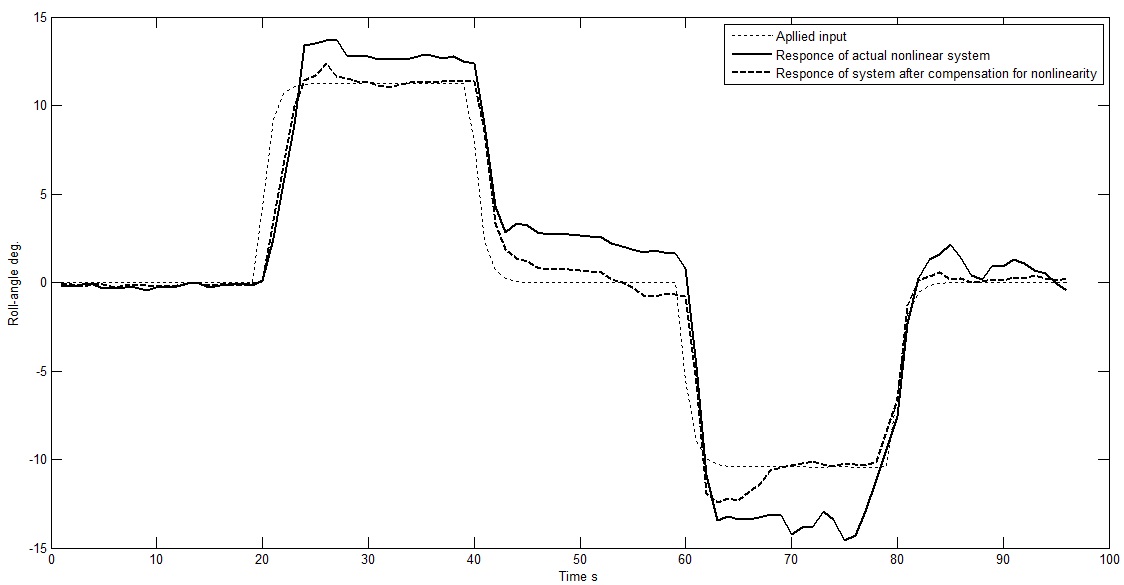 Apllied input
Responce of actual nonlinear system
Responce of system after compensation for nonlinearity
15
10
5
0
-5
-10
-15
Roll-angle deg.
0 10 20 30 40 50 60 70 80 90 100
Time s